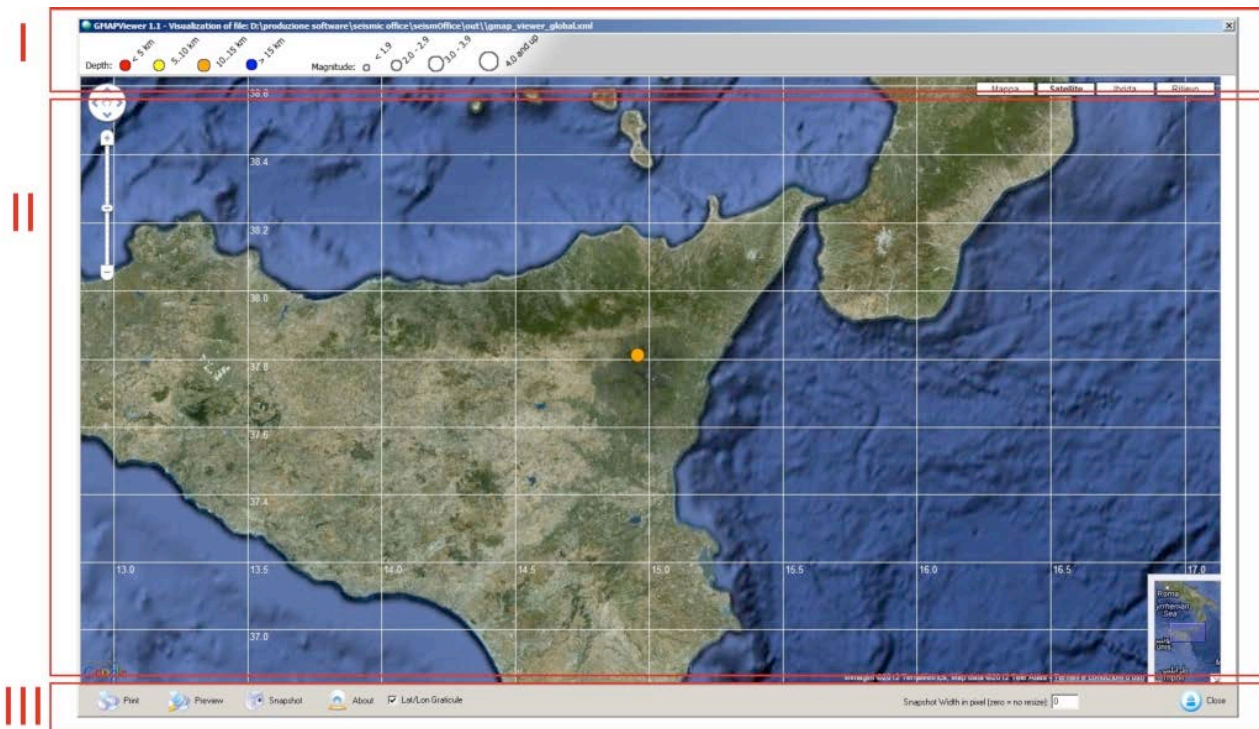 I
GMAPViewer 1.1 - Visualization of file: D:\produzione software\seismic office\seismOffice\out\\gmap_viewer_global.xml
Depth: < 5 km 5..10 km 10..15 km > 15 km Magnitude: < 1.9 2.0 - 2.9 3.0 - 3.9 4.0 and up
Mappa Satellite Ibrida Rilievo
38.6
II
38.4
38.2
38.0
37.8
37.6
37.4
13.0 13.5 14.0 14.5 15.0 15.5 16.0 16.5 17.0
Roma
Sea
37.0
Google
III
Print Preview Snapshot About Lat/Lon Graticule Snapshot Width in pixel (zero = no resize): 0 Close